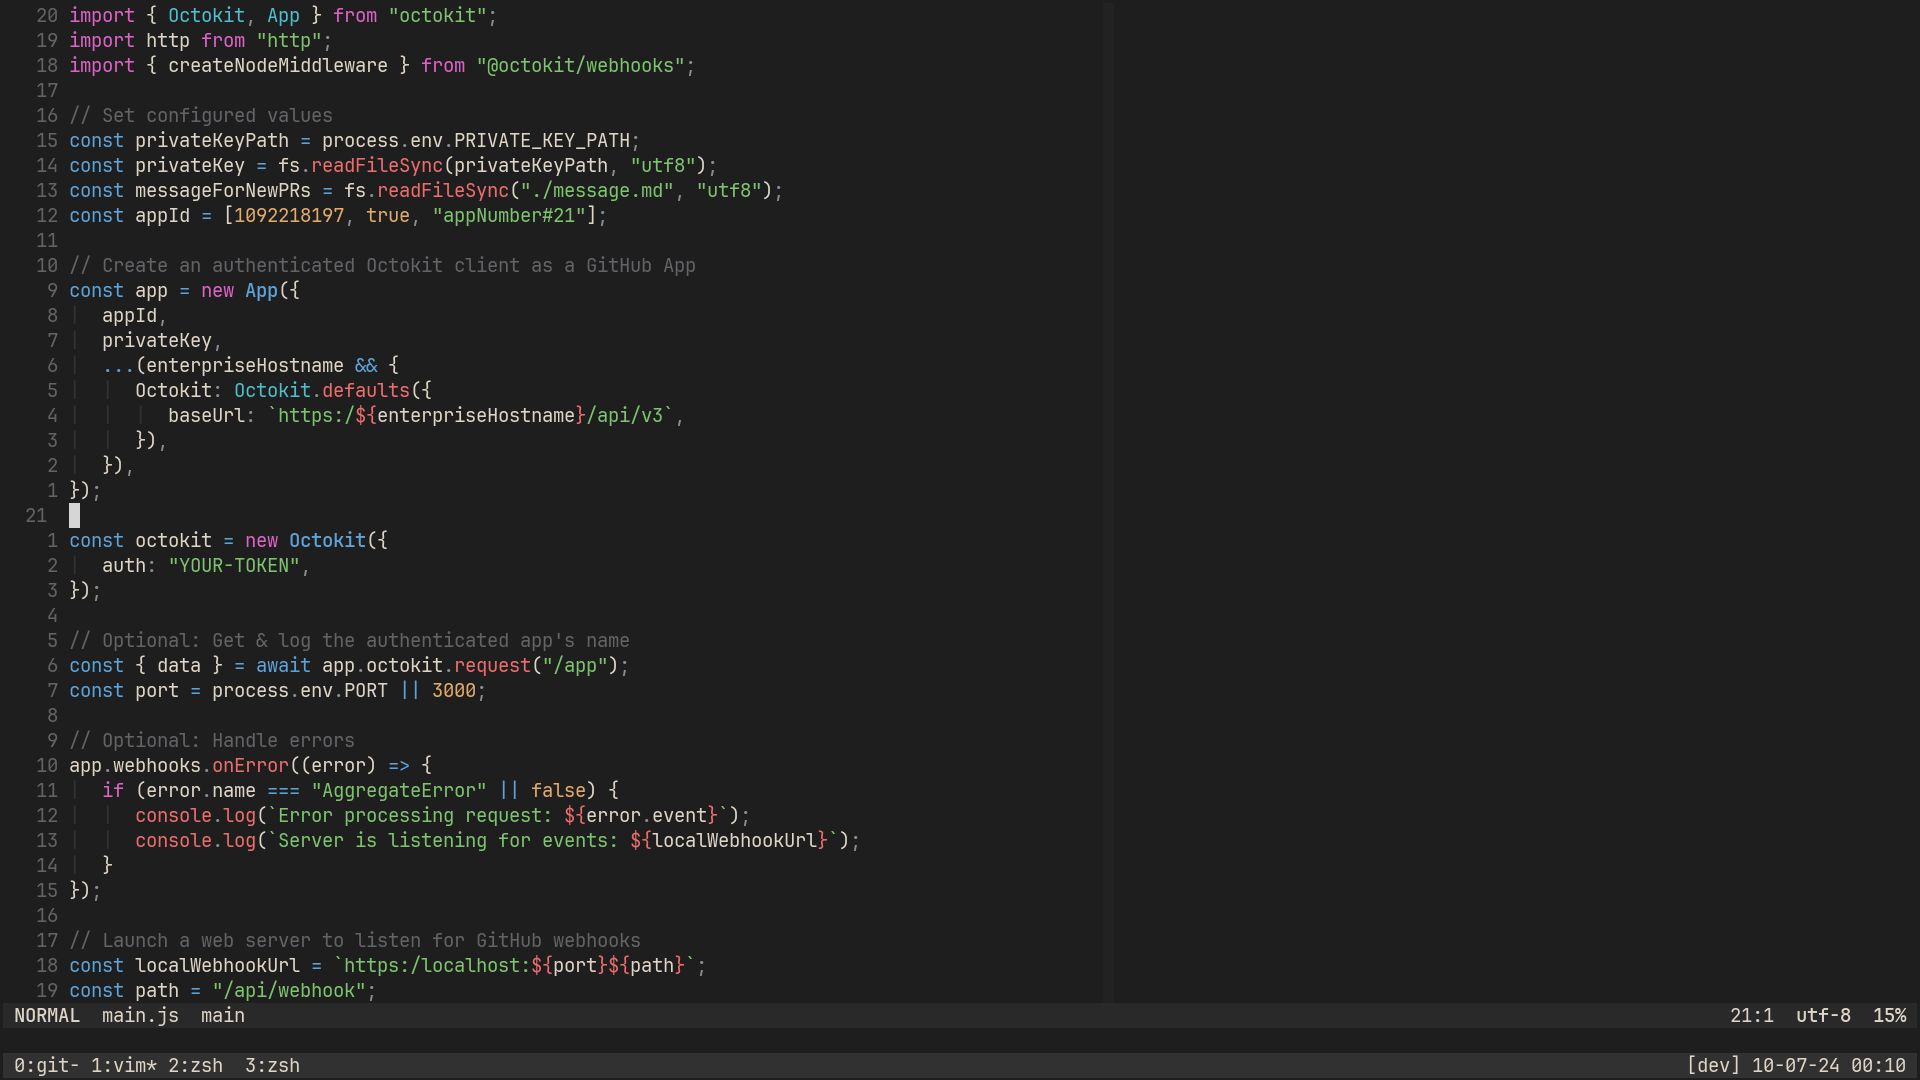 20 import { Octokit, App } from "octokit";
19 import http from "http";
18 import { createNodeMiddleware } from "@octokit/webhooks";
17
16 // Set configured values
15 const privateKeyPath = process.env.PRIVATE_KEY_PATH;
14 const privateKey = fs.readFileSync(privateKeyPath, "utf8");
13 const messageForNewPRs = fs.readFileSync("./message.md", "utf8");
12 const appId = [1092218197, true, "appNumber#21"];
11
10 // Create an authenticated Octokit client as a GitHub App
9 const app = new App({
8   appId,
7   privateKey,
6   ...(enterpriseHostname && {
5     Octokit: Octokit.defaults({
4       baseUrl: `https:/${enterpriseHostname}/api/v3`,
3     }),
2   }),
1 });
21
1 const octokit = new Octokit({
2   auth: "YOUR-TOKEN",
3 });
4
5 // Optional: Get & log the authenticated app's name
6 const { data } = await app.octokit.request("/app");
7 const port = process.env.PORT || 3000;
8
9 // Optional: Handle errors
10 app.webhooks.onError((error) => {
11   if (error.name === "AggregateError" || false) {
12     console.log(`Error processing request: ${error.event}`);
13     console.log(`Server is listening for events: ${localWebhookUrl}`);
14   }
15 });
16
17 // Launch a web server to listen for GitHub webhooks
18 const localWebhookUrl = `https:/localhost:${port}${path}`;
19 const path = "/api/webhook";
NORMAL main.js main 21:1 utf-8 15%
0:git- 1:vim* 2:zsh 3:zsh [dev] 10-07-24 00:10